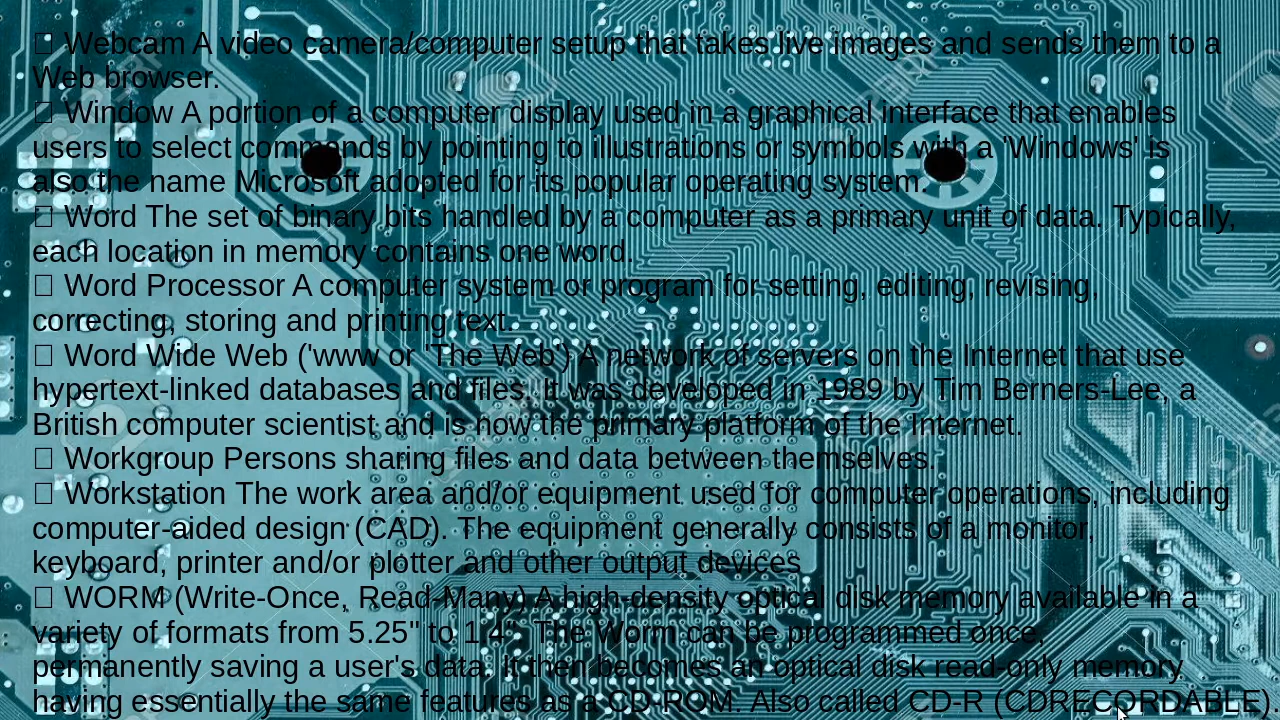 Webcam A video camera/computer setup that takes live images and sends them to a
Web browser.
Window A portion of a computer display used in a graphical interface that enables
users to select commands by pointing to illustrations or symbols with a 'Windows' is
also the name Microsoft adopted for its popular operating system.
Word The set of binary bits handled by a computer as a primary unit of data. Typically,
each location in memory contains one word.
Word Processor A computer system or program for setting, editing, revising,
correcting, storing and printing text.
Word Wide Web ('www or 'The Web') A network of servers on the Internet that use
hypertext-linked databases and files. It was developed in 1989 by Tim Berners-Lee, a
British computer scientist and is now the primary platform of the Internet.
Workgroup Persons sharing files and data between themselves.
Workstation The work area and/or equipment used for computer operations, including
computer-aided design (CAD). The equipment generally consists of a monitor,
keyboard, printer and/or plotter and other output devices
WORM (Write-Once, Read-Many) A high-density optical disk memory available in a
variety of formats from 5.25" to 1.4". The Worm can be programmed once,
permanently saving a user's data. It then becomes an optical disk read-only memory
having essentially the same features as a CD-ROM. Also called CD-R (CDRECORDABLE).